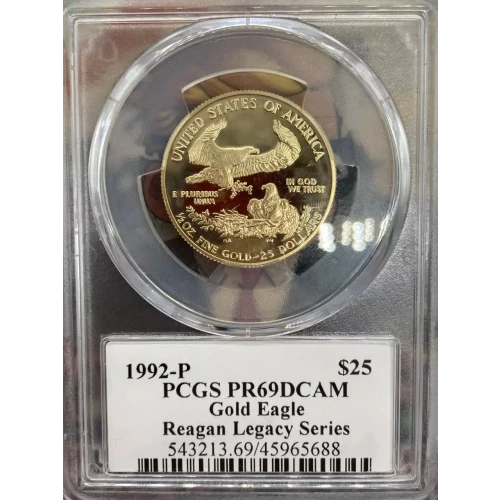 UNITED STATES OF AMERICA
E PLURIBUS
UNUM
IN GOD
WE TRUST
½ OZ. FINE GOLD~25 DOLLARS
1992-P $25
PCGS PR69DCAM
Gold Eagle
Reagan Legacy Series
543213.69/45965688